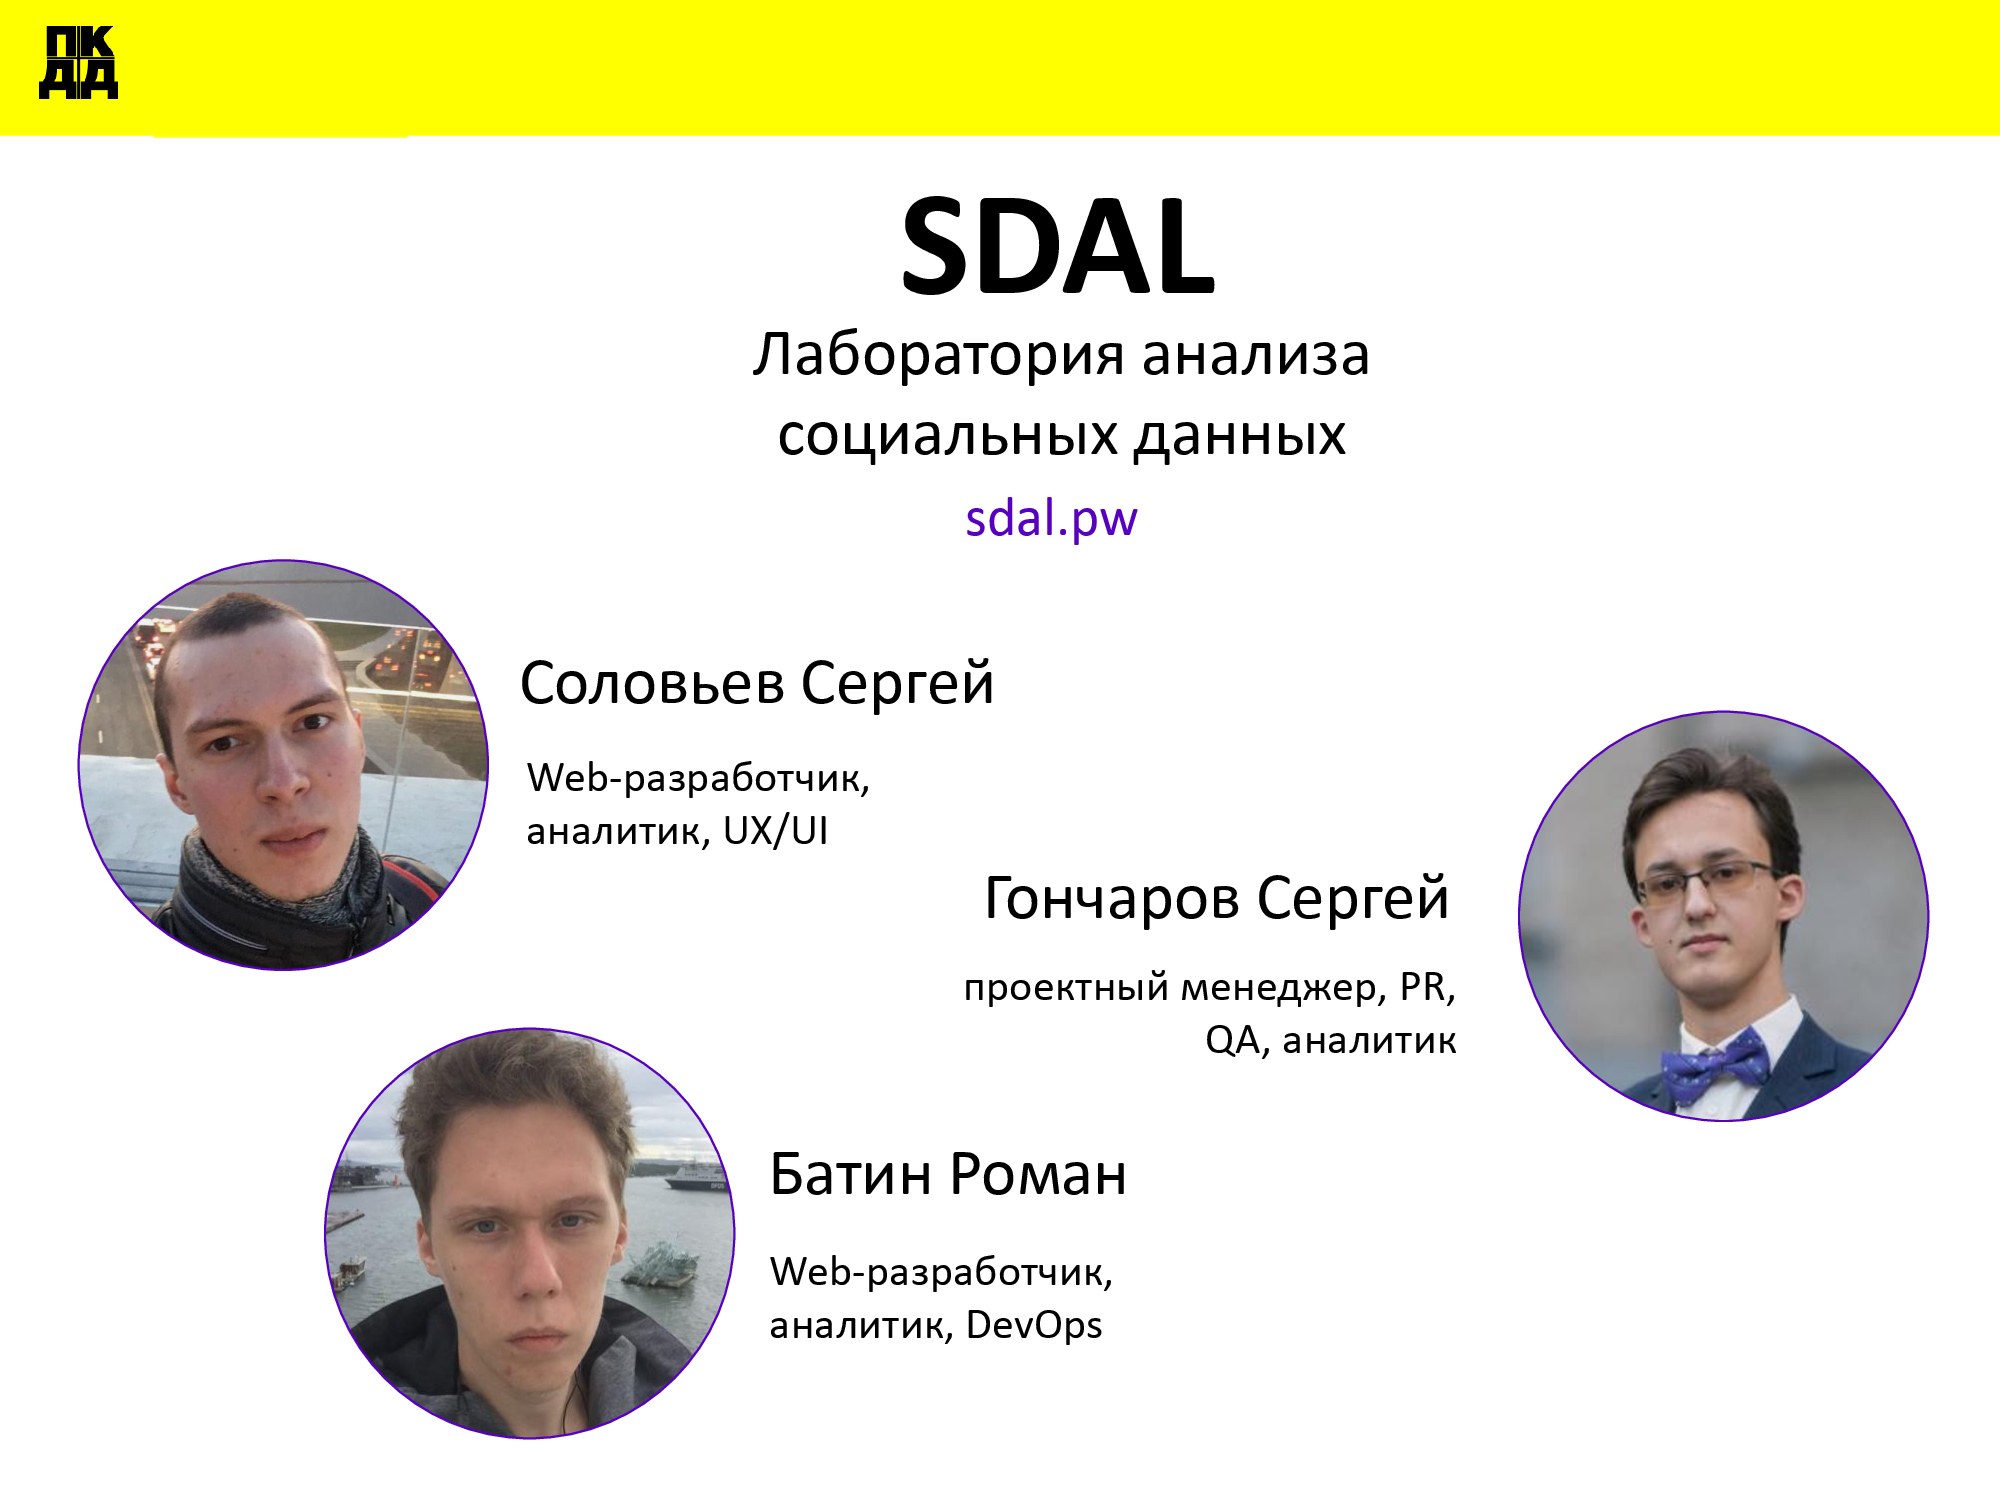 ПК
ДД
SDAL
Лаборатория анализа
социальных данных
sdal.pw
Соловьев Сергей
Web-разработчик,
аналитик, UX/UI
Гончаров Сергей
проектный менеджер, PR,
QA, аналитик
Батин Роман
Web-разработчик,
аналитик, DevOps